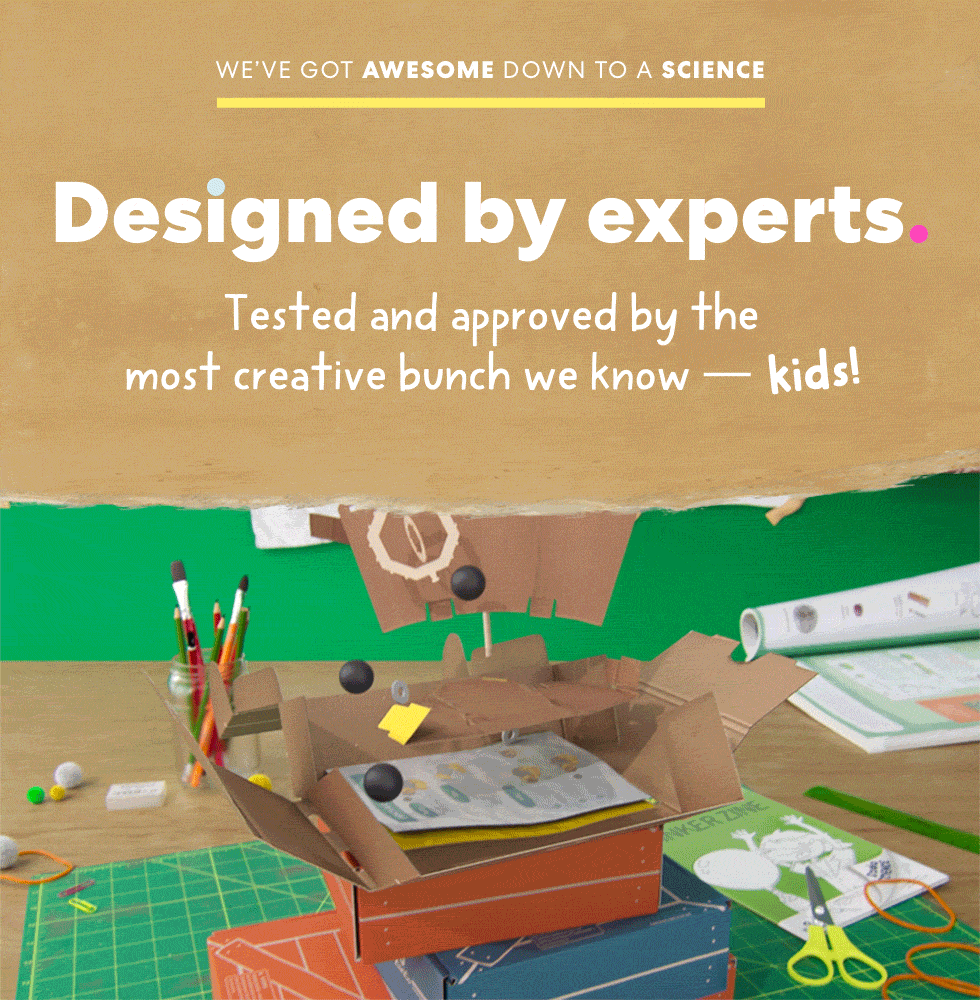 WE'VE GOT AWESOME DOWN TO A SCIENCE
Designed by experts.
Tested and approved by the
most creative bunch we know — kids!